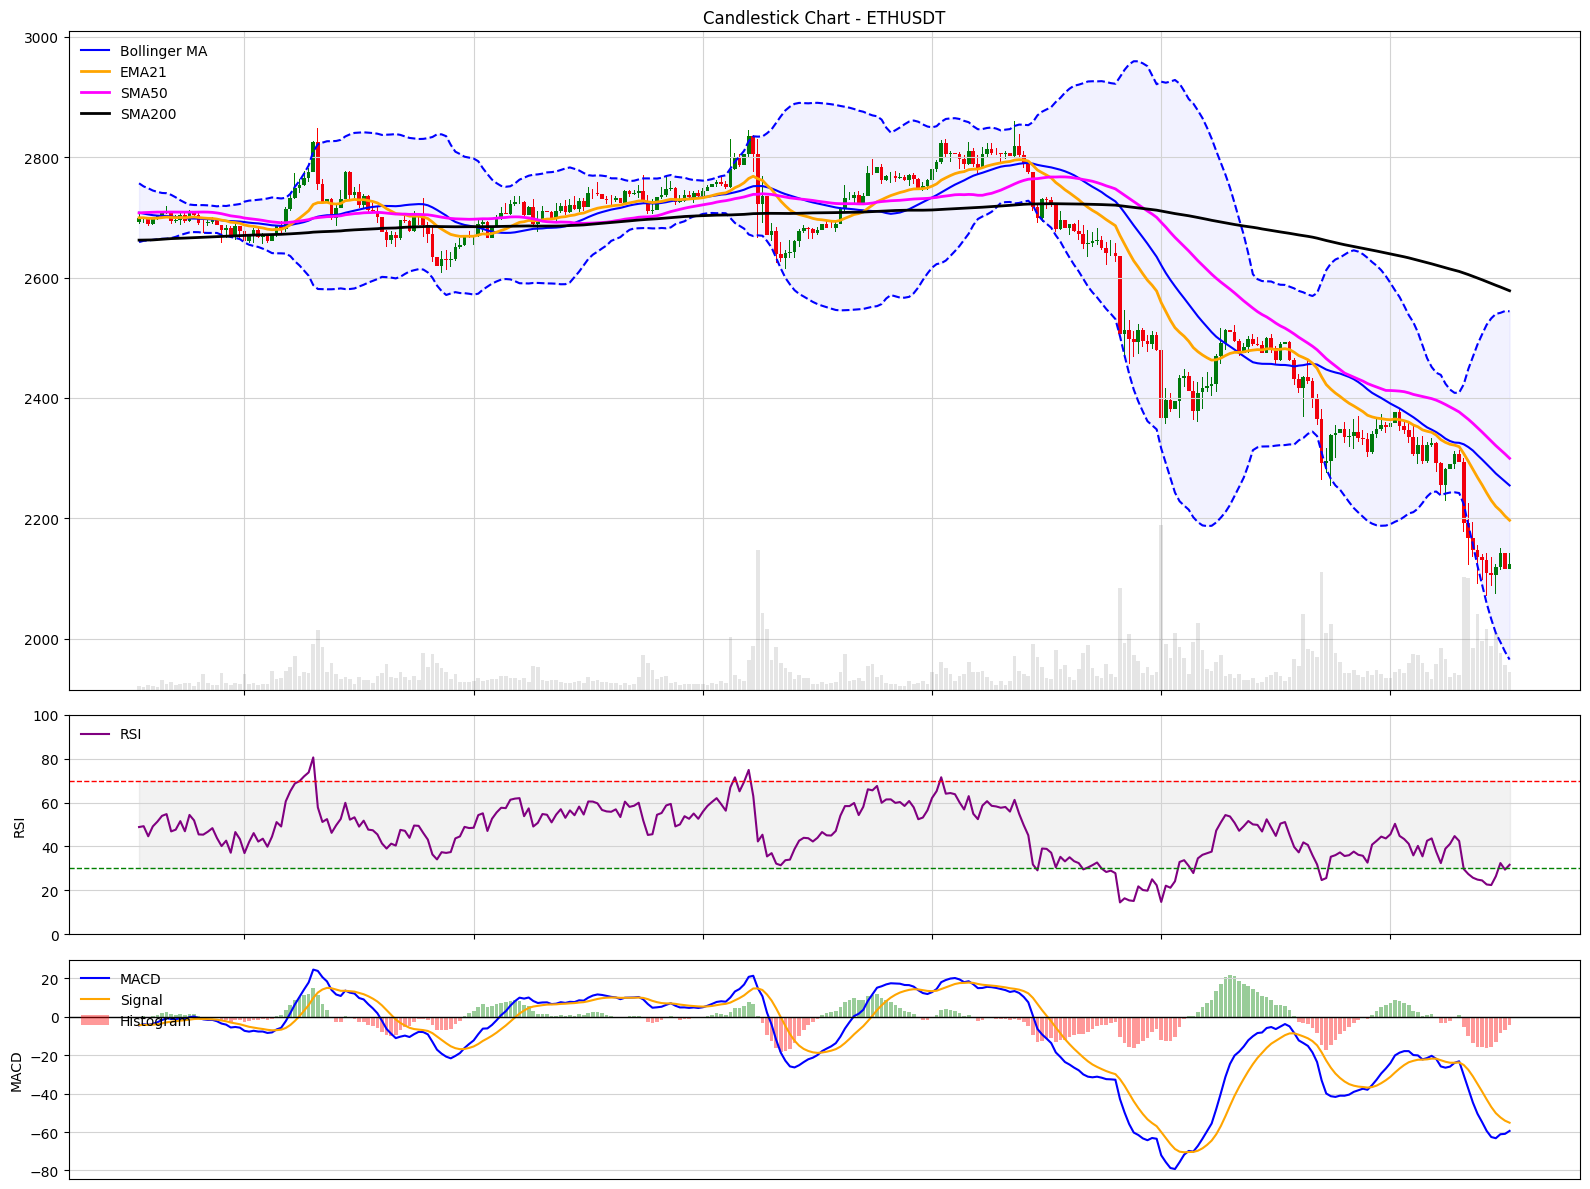 Candlestick Chart - ETHUSDT
3000
2800
2600
2400
2200
2000
Bollinger MA
EMA21
SMA50
SMA200
100
80
60
40
20
0
RSI
RSI
20
0
−20
−40
−60
−80
MACD
MACD
Signal
Histogram